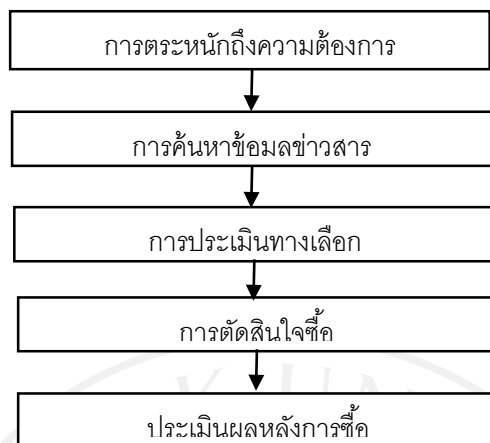 การตระหนักถึงความต้องการ
การค้นหาข้อมูลข่าวสาร
การประเมินทางเลือก
การตัดสินใจซื้อ
ประเมินผลหลังการซื้อ